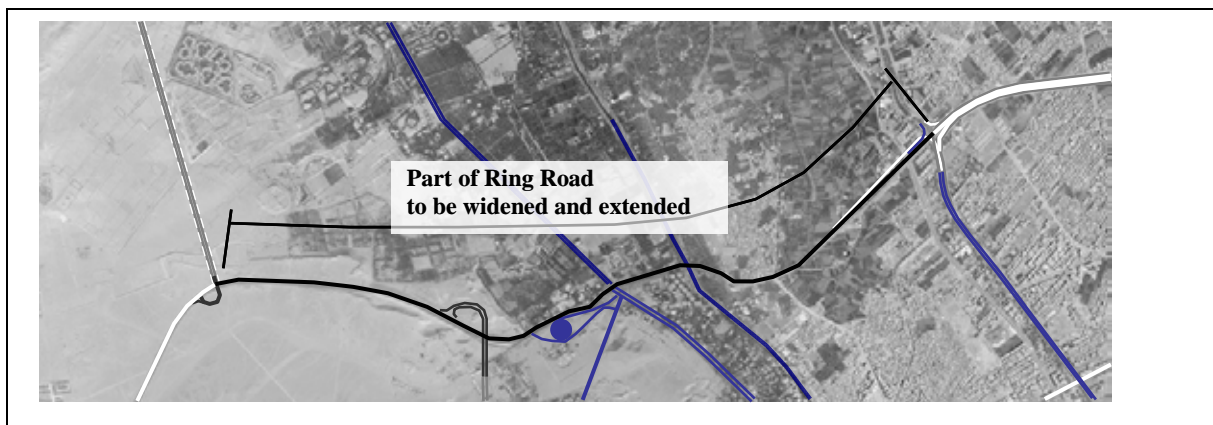 Part of Ring Road
to be widened and extended